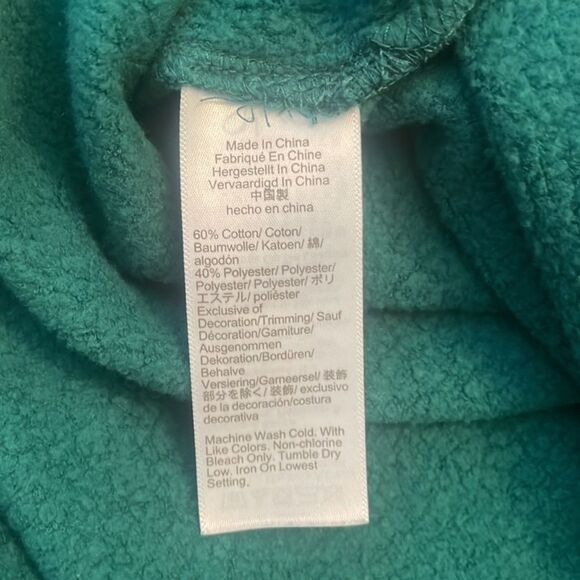 Made In China
Fabriqué En Chine
Hergestellt In China
Vervaardigd In China
中国製
hecho en china
60% Cotton/ Coton/
Baumwolle/ Katoen/ 綿/
algodón
40% Polyester/ Polyester/
Polyester/ Polyester/ ポリ
エステル/ poliéster
Exclusive of
Decoration/Trimming/ Sauf
Décoration/Garniture/
Ausgenommen
Dekoration/Bordüren/
Behalve
Versiering/Garneersel/ 装飾
部分を除く/ 装飾/ exclusivo
de la decoración/costura
decorativa
Machine Wash Cold. With
Like Colors. Non-chlorine
Bleach Only. Tumble Dry
Low. Iron On Lowest
Setting.